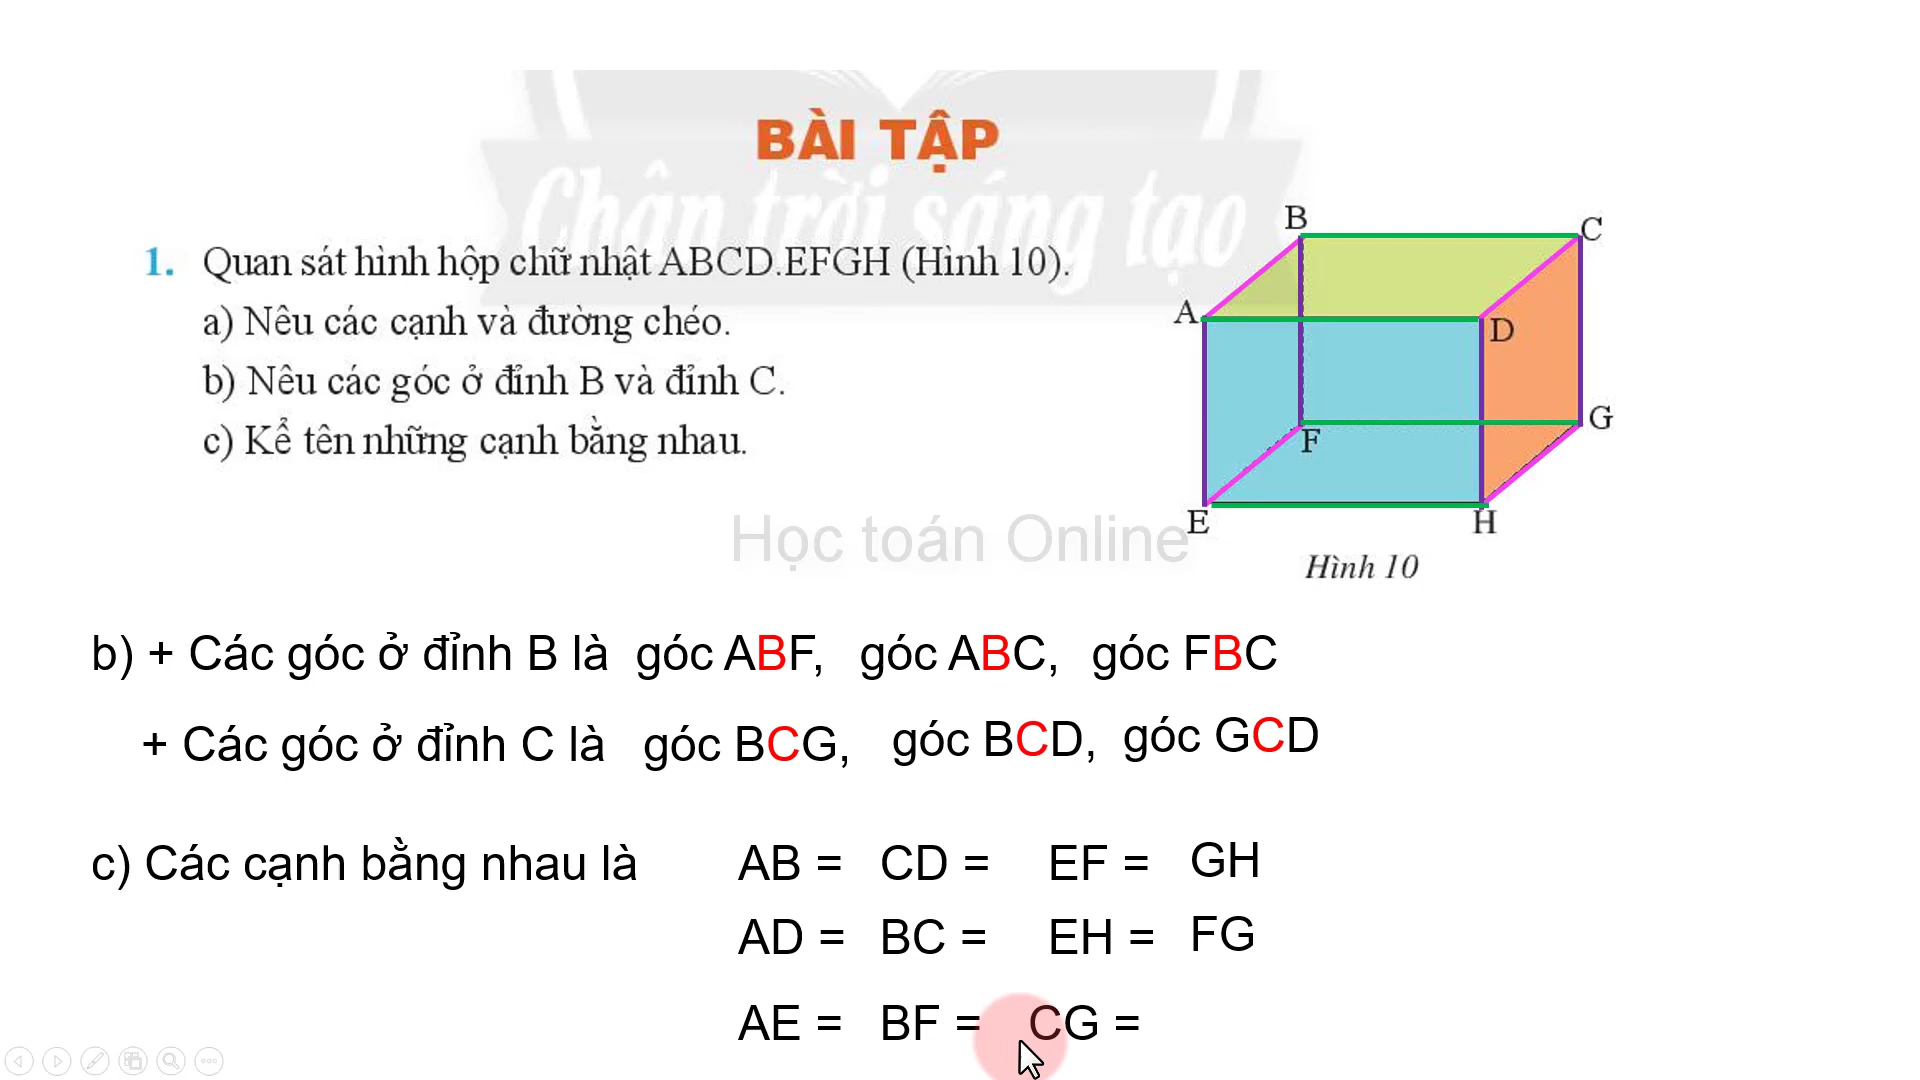 BÀI TẬP
Chân trời sáng tạo
1. Quan sát hình hộp chữ nhật ABCD.EFGH (Hình 10).
a) Nêu các cạnh và đường chéo.
b) Nêu các góc ở đỉnh B và đỉnh C.
c) Kể tên những cạnh bằng nhau.
B
C
A
D
G
F
E
H
Hình 10
Học toán Online
b) + Các góc ở đỉnh B là góc ABF, góc ABC, góc FBC
+ Các góc ở đỉnh C là góc BCG, góc BCD, góc GCD
c) Các cạnh bằng nhau là AB = CD = EF = GH
AD = BC = EH = FG
AE = BF = CG =